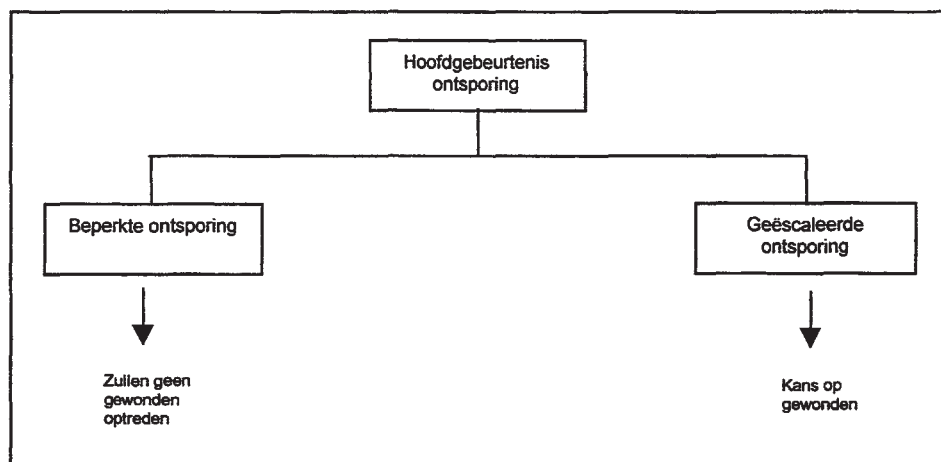 Hoofdgebeurtenis
ontsporing
Beperkte ontsporing
Geëscaleerde
ontsporing
Zullen geen
gewonden
optreden
Kans op
gewonden